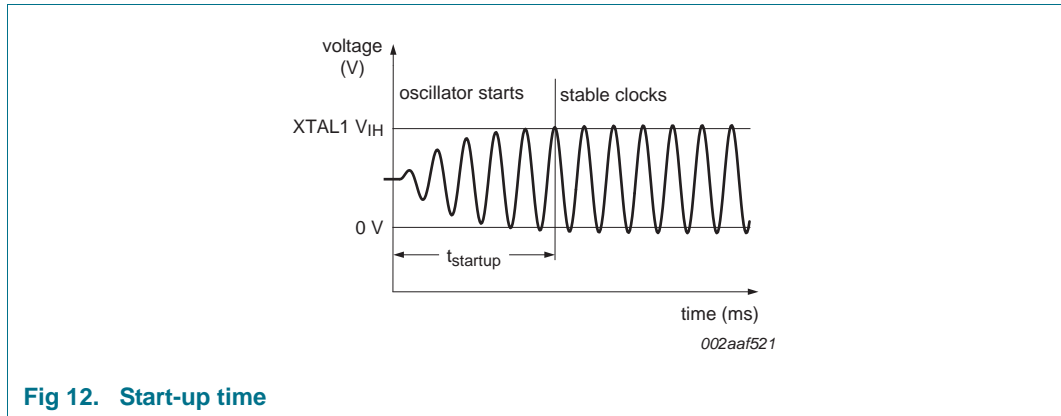 voltage
(V)
oscillator starts
stable clocks
XTAL1 VIH
0 V
tstartup
time (ms)
002aaf521
Fig 12. Start-up time